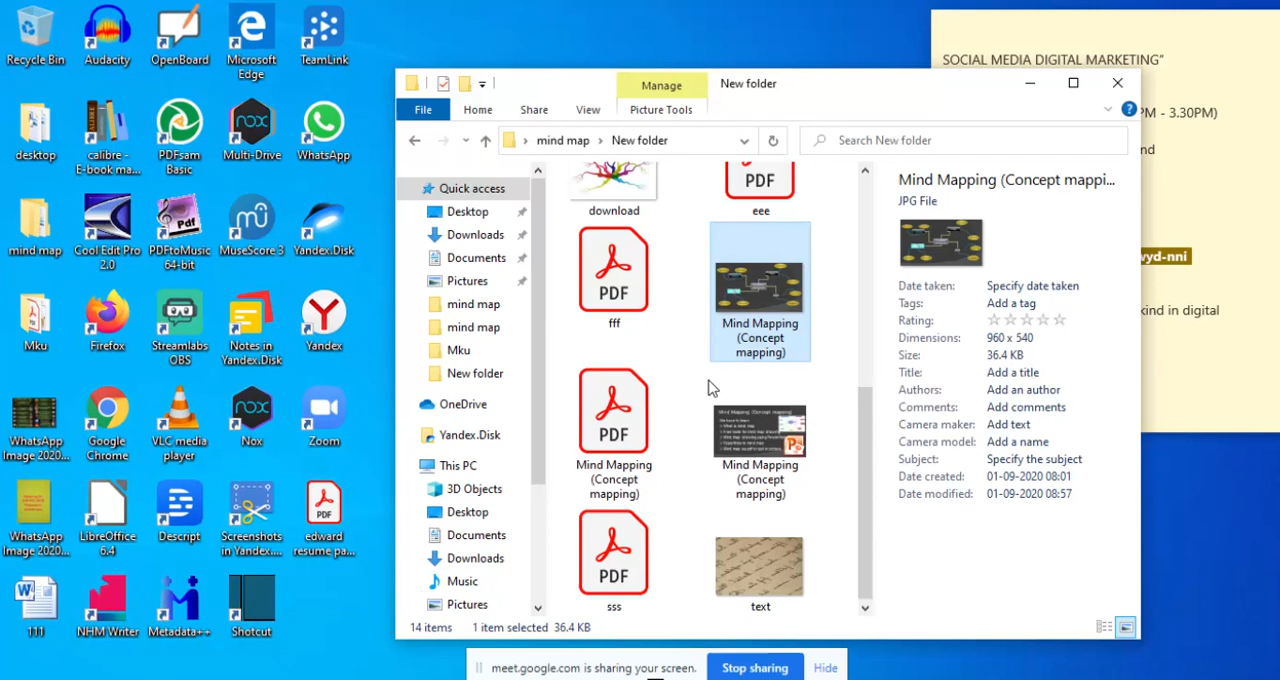 Recycle Bin
Audacity
OpenBoard
Microsoft
Edge
TeamLink
desktop
calibre -
E-book ma...
PDFsam
Basic
Multi-Drive
WhatsApp
mind map
Cool Edit Pro
2.0
PDFtoMusic
64-bit
MuseScore 3
Yandex.Disk
Mku
Firefox
Streamlabs
OBS
Notes in
Yandex.Disk
Yandex
WhatsApp
Image 2020...
Google
Chrome
VLC media
player
Nox
Zoom
WhatsApp
Image 2020...
LibreOffice
6.4
Descript
Screenshots
in Yandex....
edward
resume pa...
111
NHM Writer
Metadata++
Shotcut
Manage
New folder
File
Home
Share
View
Picture Tools
mind map
New folder
Search New folder
Quick access
Desktop
Downloads
Documents
Pictures
mind map
mind map
Mku
New folder
OneDrive
Yandex.Disk
This PC
3D Objects
Desktop
Documents
Downloads
Music
Pictures
download
PDF
eee
PDF
fff
Mind Mapping
(Concept
mapping)
Mind Mapping
(Concept
mapping)
Mind Mapping
(Concept
mapping)
PDF
sss
text
Mind Mapping (Concept mappi...
JPG File
Date taken: Specify date taken
Tags: Add a tag
Rating:
Dimensions: 960 x 540
Size: 36.4 KB
Title: Add a title
Authors: Add an author
Comments: Add comments
Camera maker: Add text
Camera model: Add a name
Subject: Specify the subject
Date created: 01-09-2020 08:01
Date modified: 01-09-2020 08:57
14 items 1 item selected 36.4 KB
SOCIAL MEDIA DIGITAL MARKETING"
PM - 3.30PM)
nd
wyd-nni
kind in digital
meet.google.com is sharing your screen.
Stop sharing
Hide